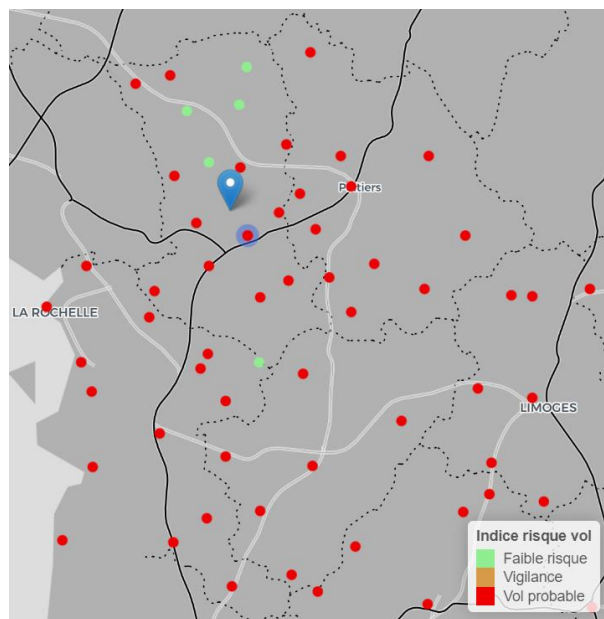 Poitiers
LA ROCHELLE
LIMOGES
Indice risque vol
Faible risque
Vigilance
Vol probable